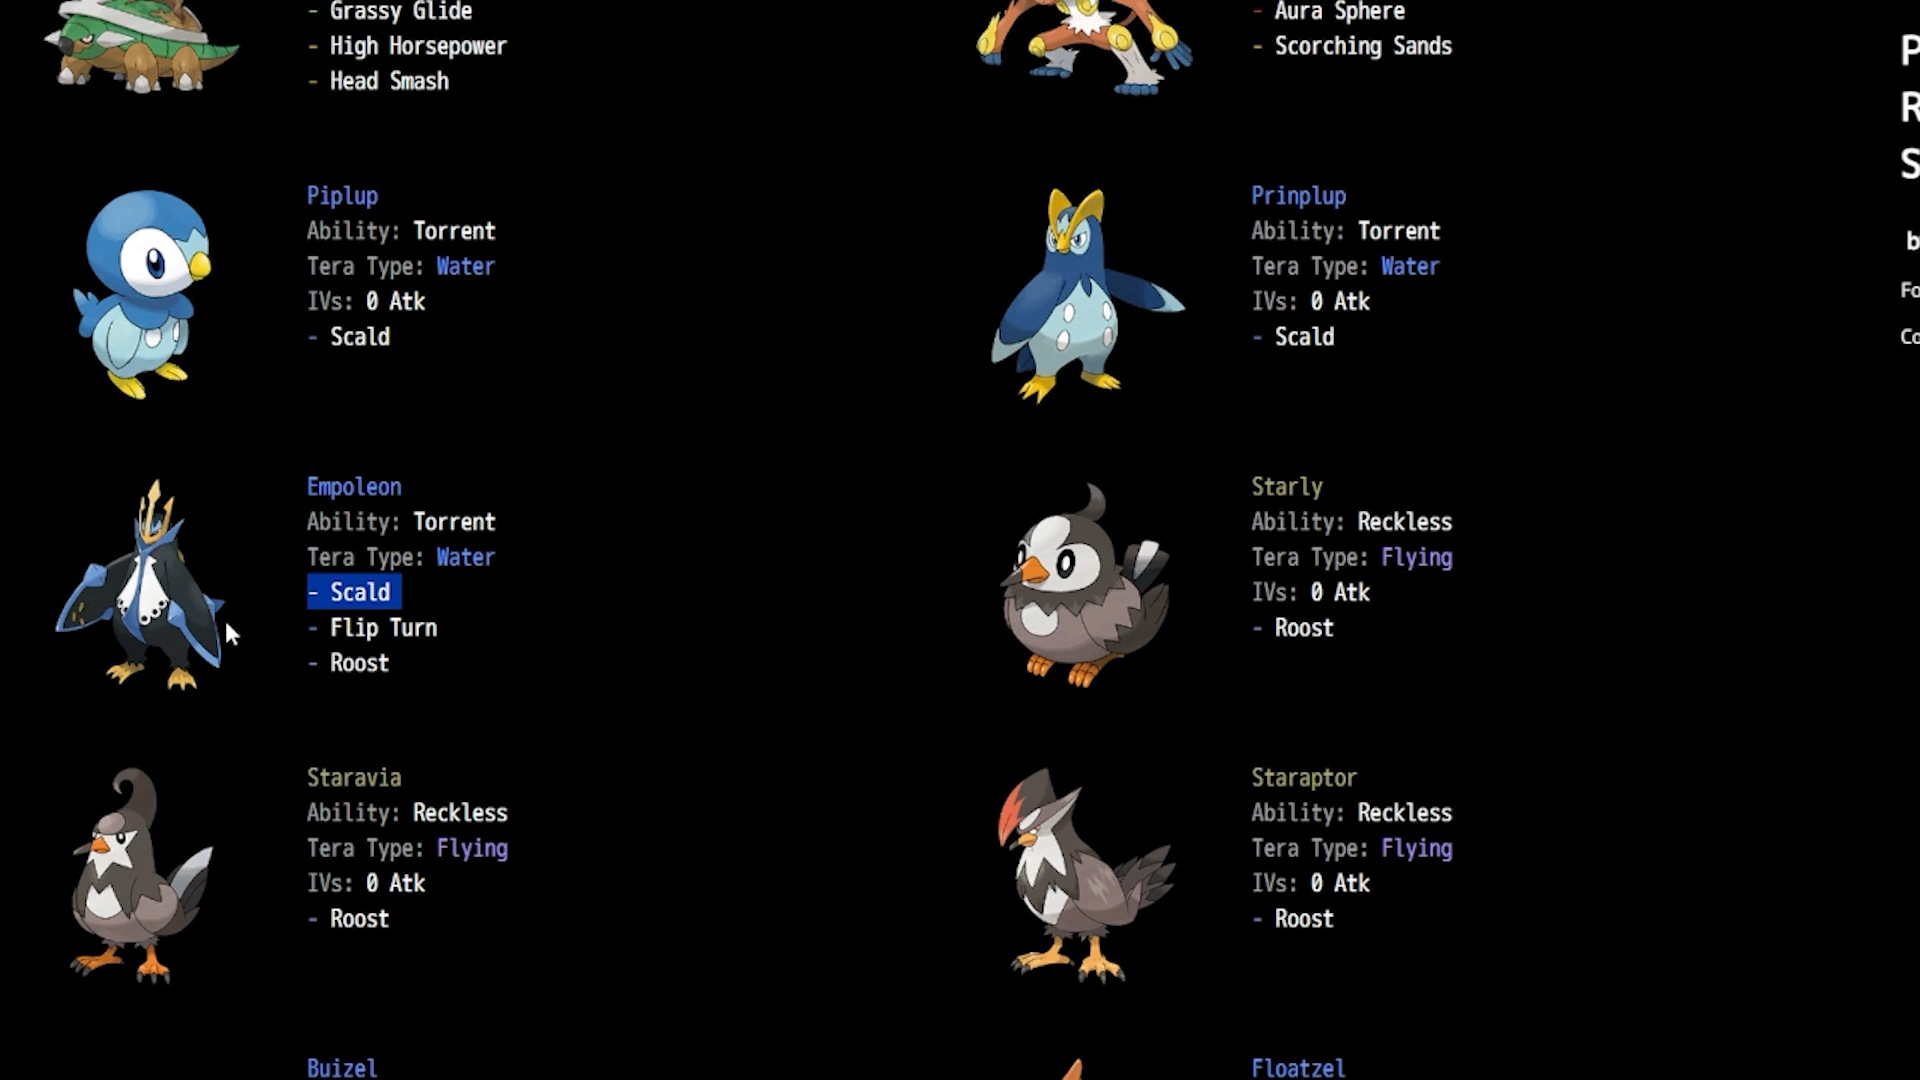 - Grassy Glide
- High Horsepower
- Head Smash
- Aura Sphere
- Scorching Sands
Piplup
Ability: Torrent
Tera Type: Water
IVs: 0 Atk
- Scald
Prinplup
Ability: Torrent
Tera Type: Water
IVs: 0 Atk
- Scald
Empoleon
Ability: Torrent
Tera Type: Water
- Scald
- Flip Turn
- Roost
Starly
Ability: Reckless
Tera Type: Flying
IVs: 0 Atk
- Roost
Staravia
Ability: Reckless
Tera Type: Flying
IVs: 0 Atk
- Roost
Staraptor
Ability: Reckless
Tera Type: Flying
IVs: 0 Atk
- Roost
Buizel
Floatzel